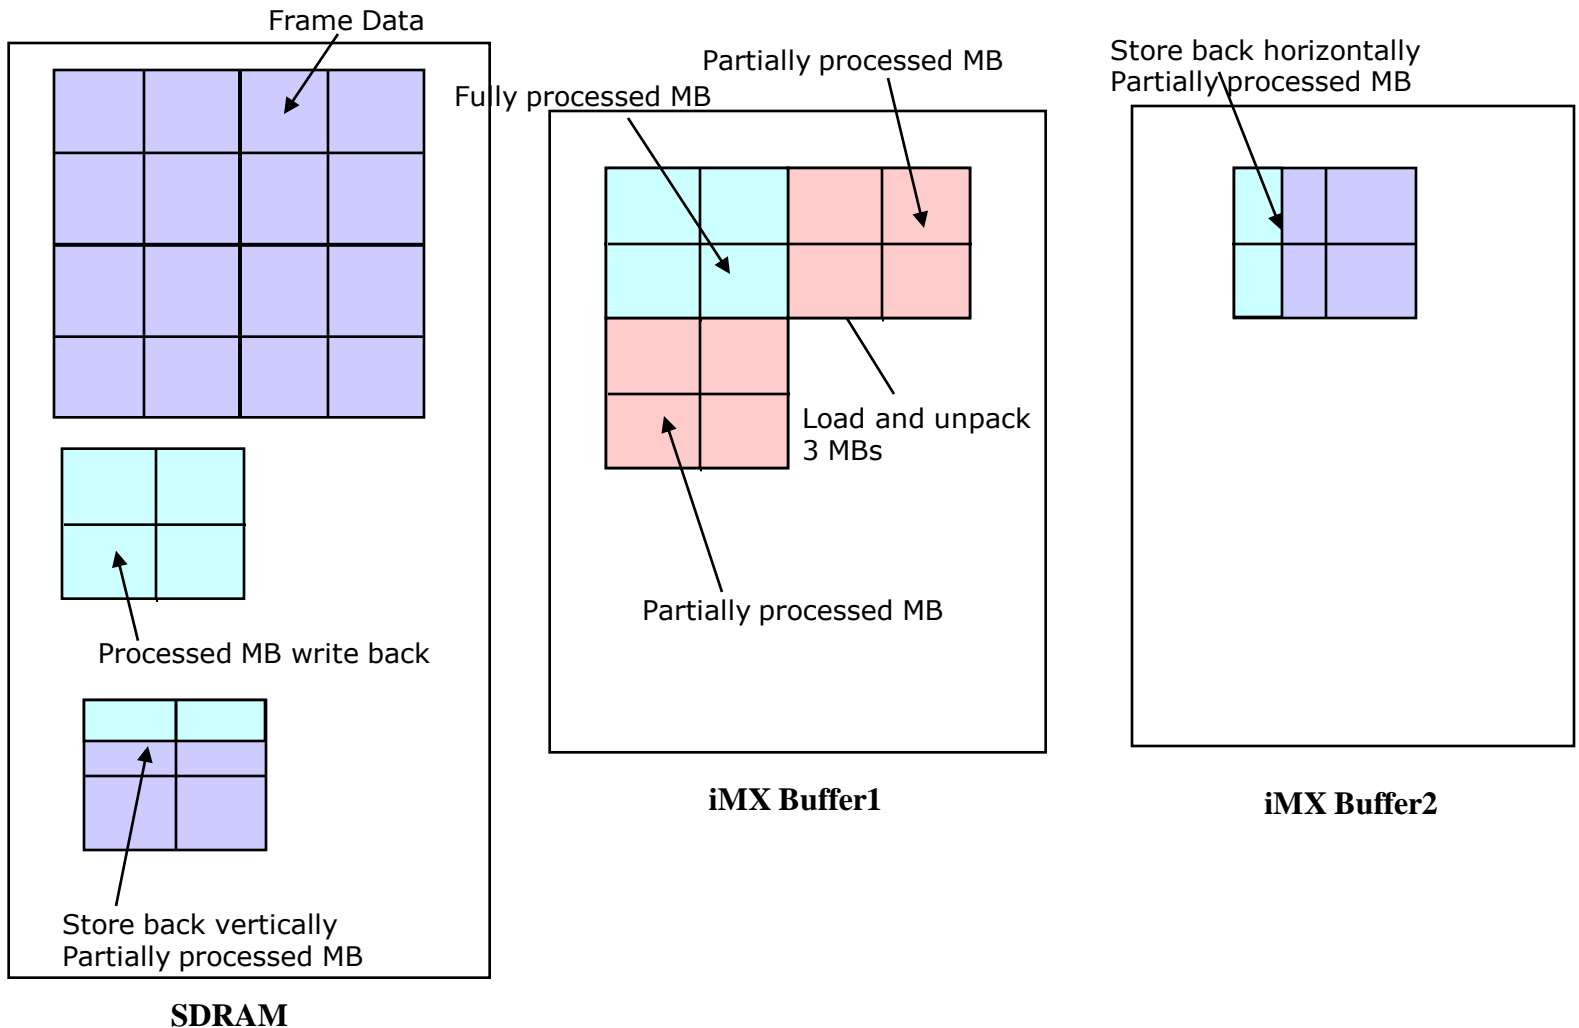 Frame Data
Partially processed MB
Fully processed MB
Store back horizontally
Partially processed MB
Load and unpack
3 MBs
Partially processed MB
Processed MB write back
Store back vertically
Partially processed MB
iMX Buffer1
iMX Buffer2
SDRAM